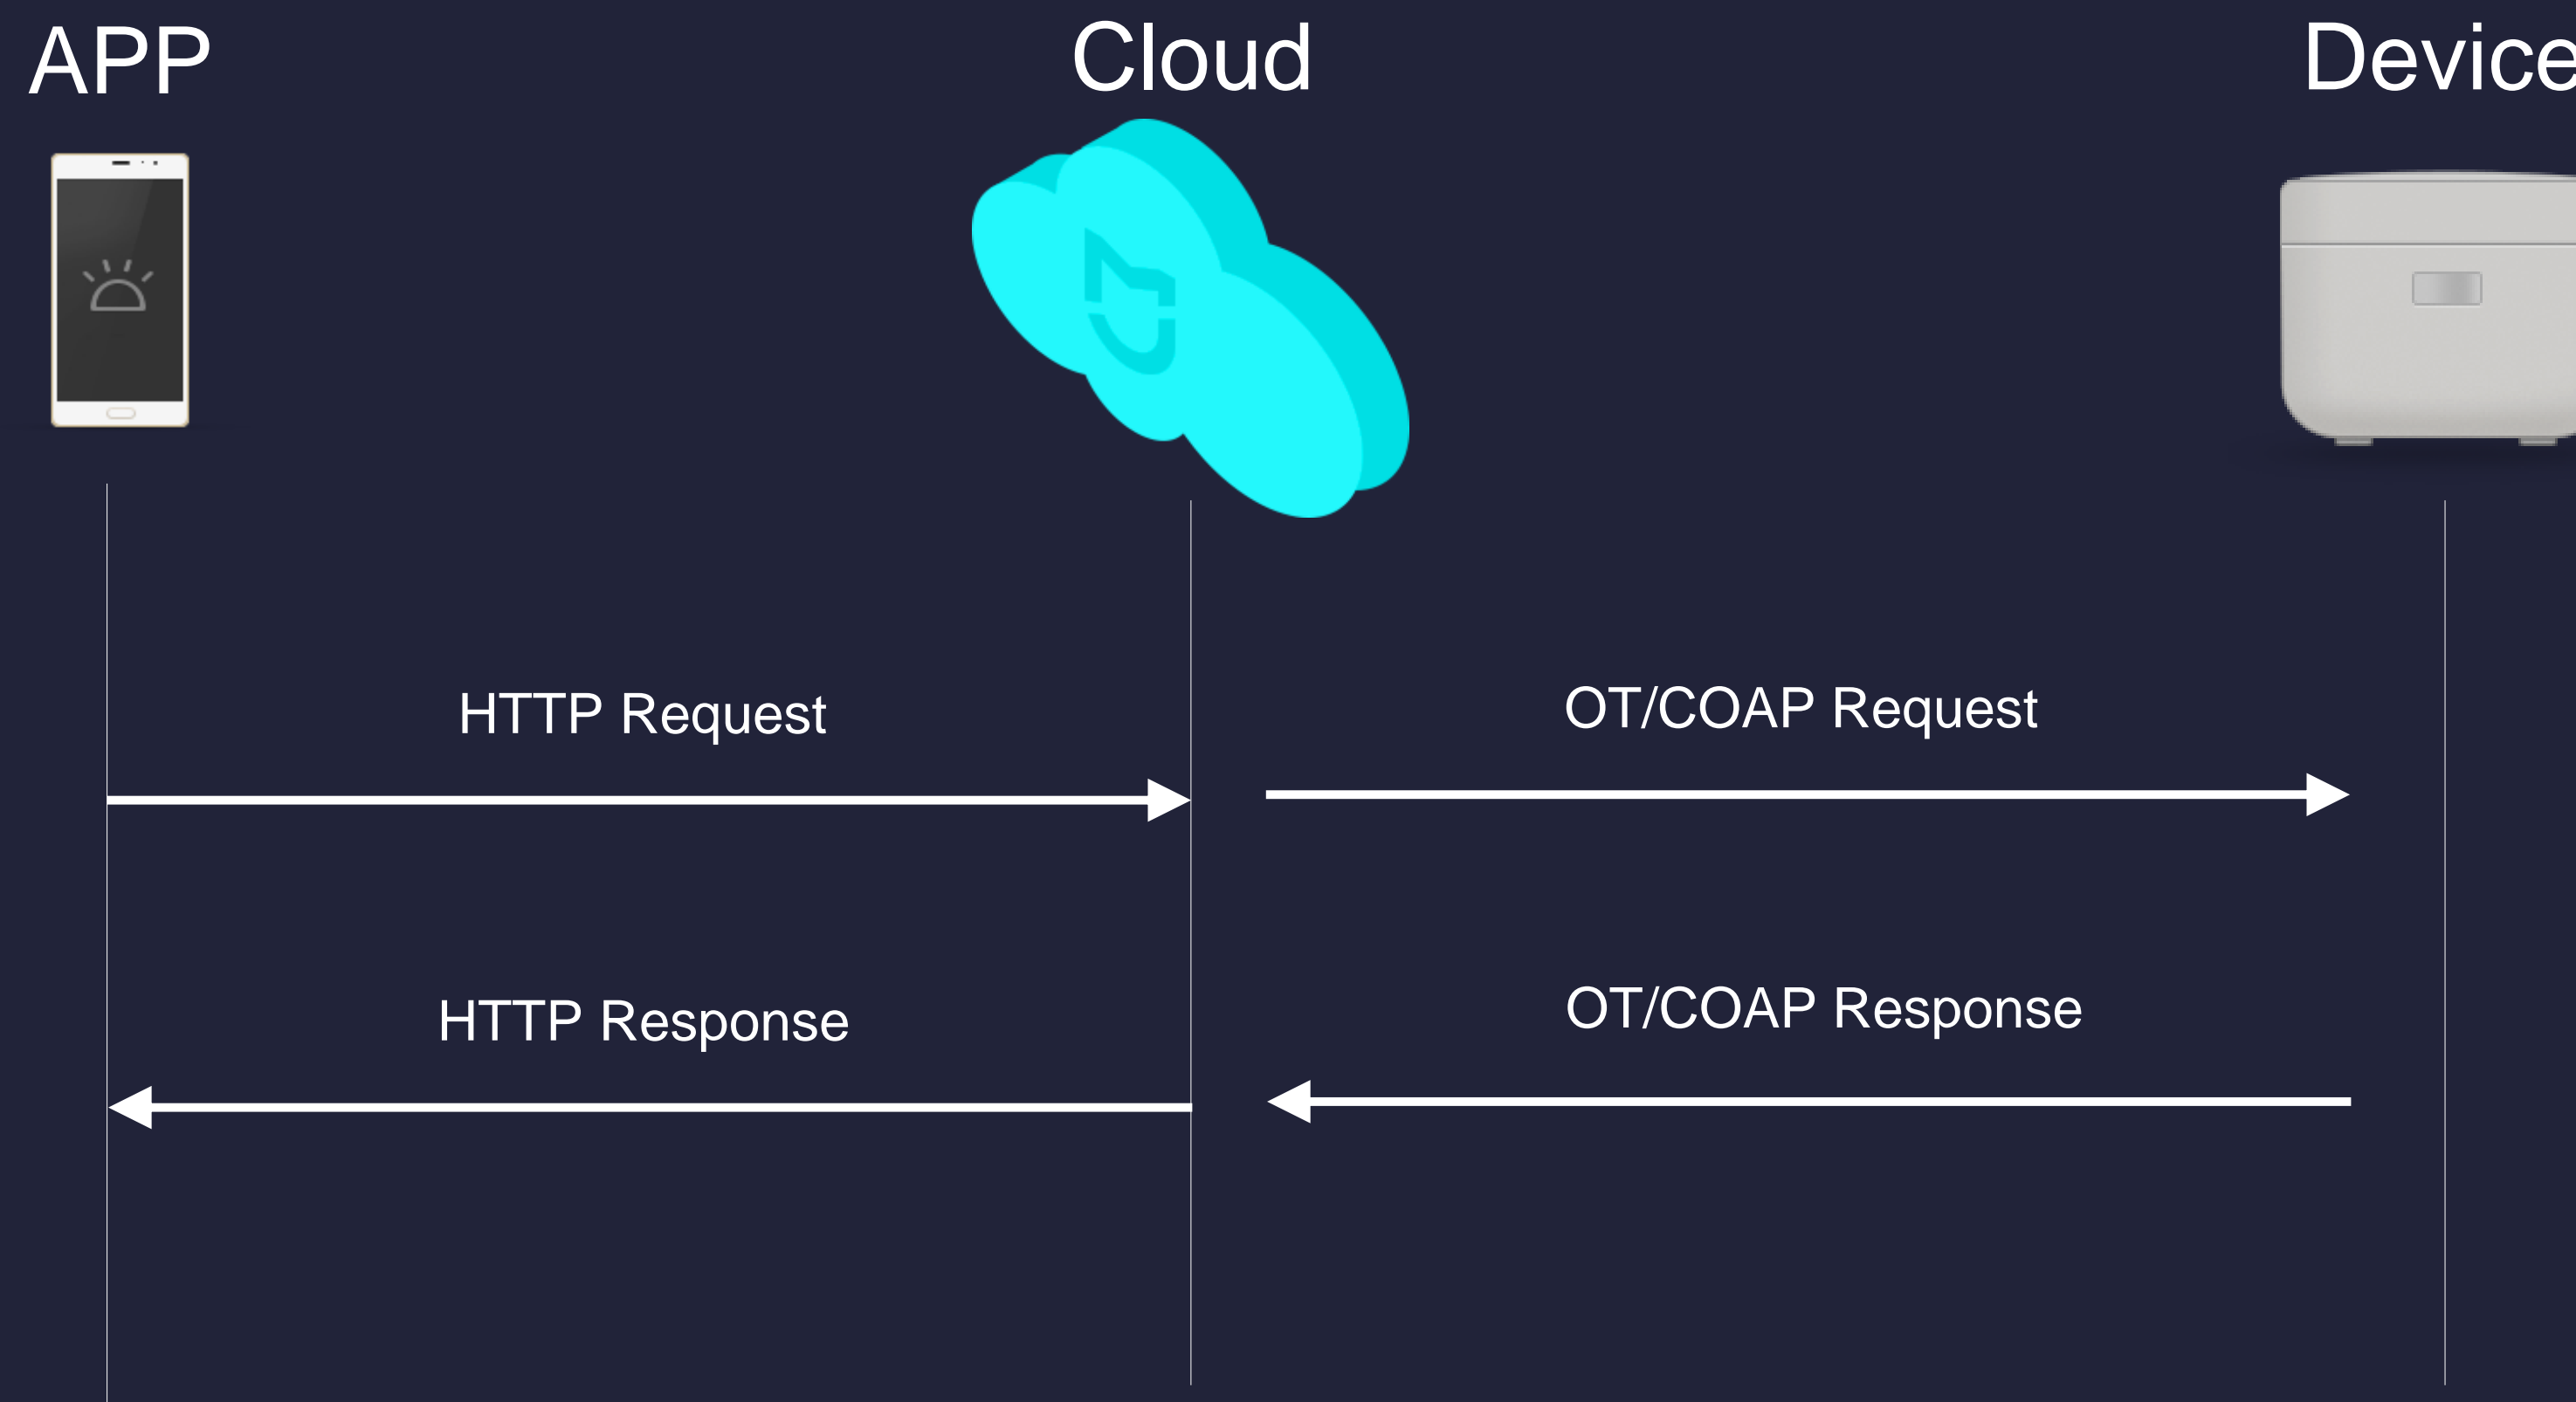 APP
Cloud
Device
HTTP Request
OT/COAP Request
HTTP Response
OT/COAP Response